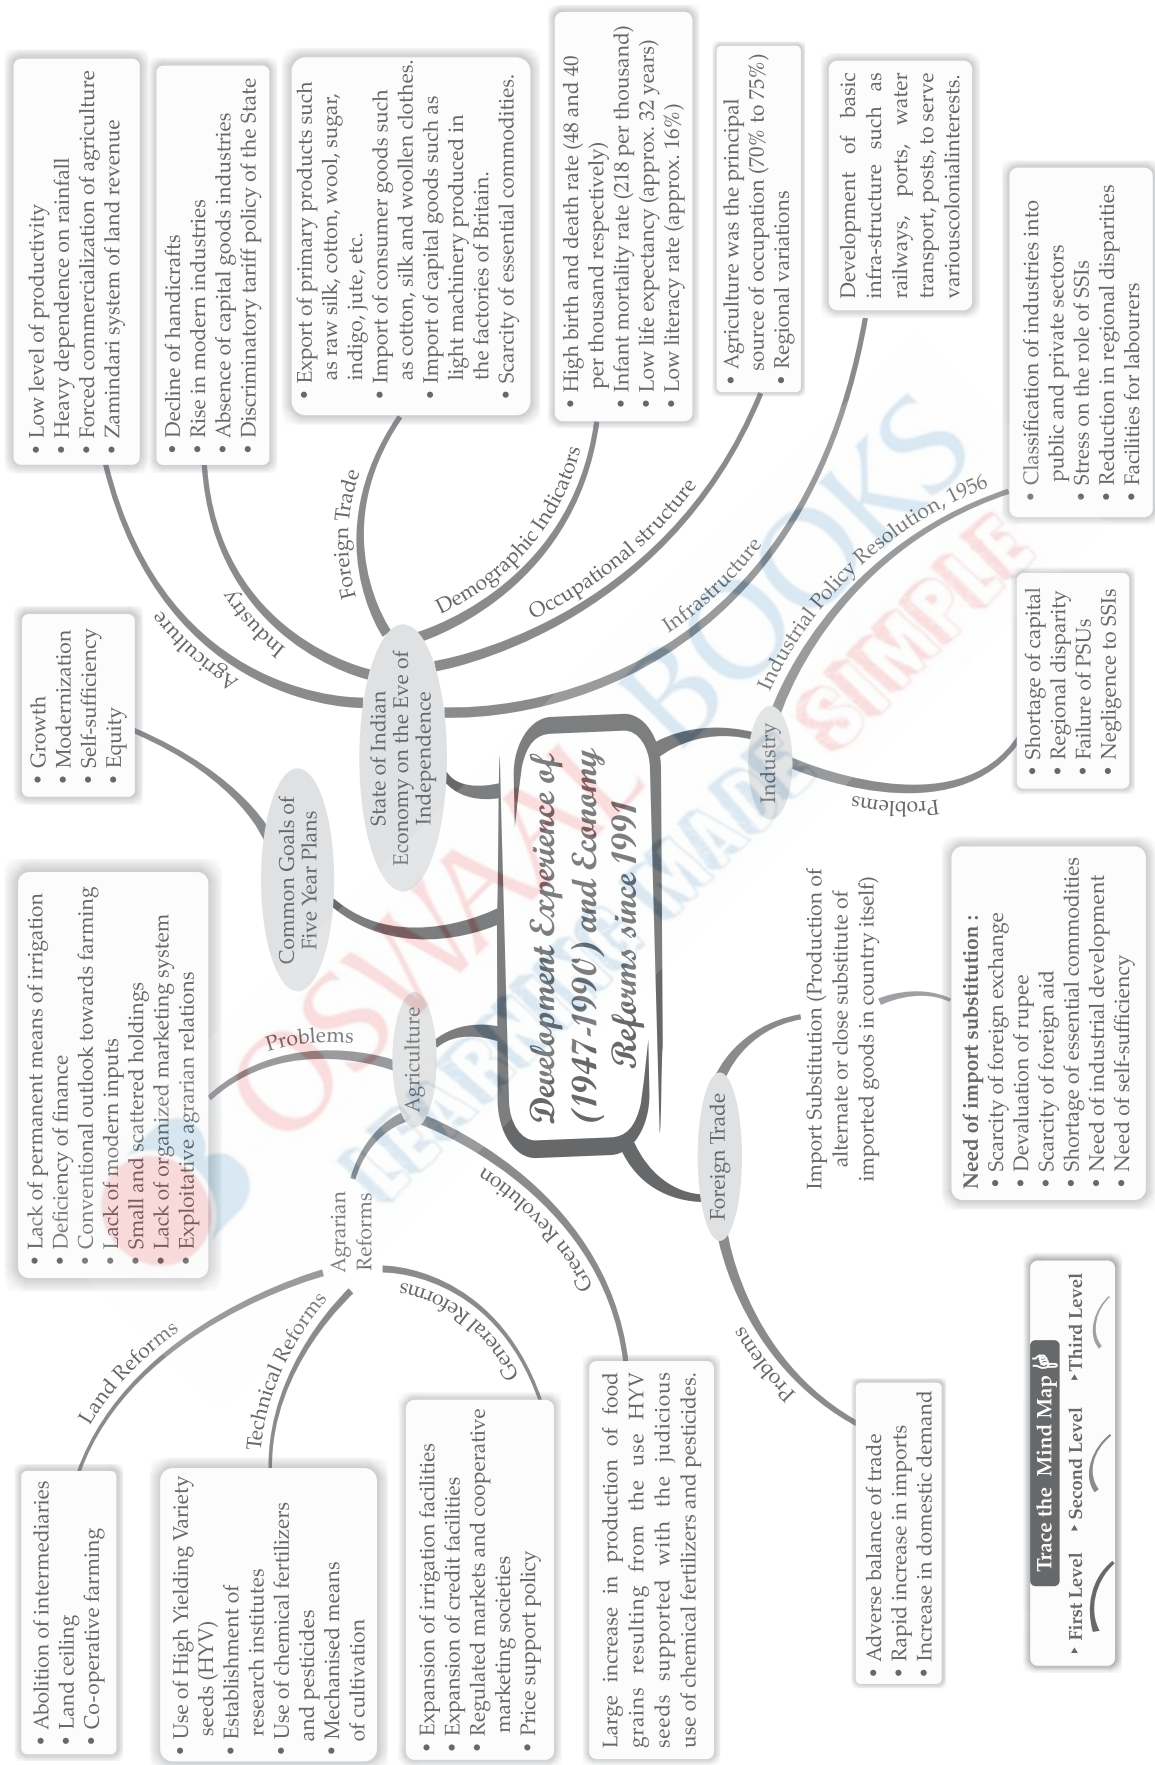 Development Experience of
(1947-1990) and Economy
Reforms since 1991
State of Indian
Economy on the Eve of
Independence
Agriculture
• Low level of productivity
• Heavy dependence on rainfall
• Forced commercialization of agriculture
• Zamindari system of land revenue
Industry
• Decline of handicrafts
• Rise in modern industries
• Absence of capital goods industries
• Discriminatory tariff policy of the State
Foreign Trade
• Export of primary products such
as raw silk, cotton, wool, sugar,
indigo, jute, etc.
• Import of consumer goods such
as cotton, silk and woollen clothes.
• Import of capital goods such as
light machinery produced in
the factories of Britain.
• Scarcity of essential commodities.
Demographic Indicators
• High birth and death rate (48 and 40
per thousand respectively)
• Infant mortality rate (218 per thousand)
• Low life expectancy (approx. 32 years)
• Low literacy rate (approx. 16%)
Occupational structure
• Agriculture was the principal
source of occupation (70% to 75%)
• Regional variations
Infrastructure
Development of basic
infra-structure such as
railways, ports, water
transport, posts, to serve
variouscolonialinterests.
Common Goals of
Five Year Plans
• Growth
• Modernization
• Self-sufficiency
• Equity
Agriculture
Problems
• Lack of permanent means of irrigation
• Deficiency of finance
• Conventional outlook towards farming
• Lack of modern inputs
• Small and scattered holdings
• Lack of organized marketing system
• Exploitative agrarian relations
Agrarian
Reforms
Land Reforms
• Abolition of intermediaries
• Land ceiling
• Co-operative farming
Technical Reforms
• Use of High Yielding Variety
seeds (HYV)
• Establishment of
research institutes
• Use of chemical fertilizers
and pesticides
• Mechanised means
of cultivation
General Reforms
• Expansion of irrigation facilities
• Expansion of credit facilities
• Regulated markets and cooperative
marketing societies
• Price support policy
Green Revolution
Large increase in production of food
grains resulting from the use HYV
seeds supported with the judicious
use of chemical fertilizers and pesticides.
Industry
Industrial Policy Resolution, 1956
• Classification of industries into
public and private sectors
• Stress on the role of SSIs
• Reduction in regional disparities
• Facilities for labourers
Problems
• Shortage of capital
• Regional disparity
• Failure of PSUs
• Negligence to SSIs
Foreign Trade
Import Substitution (Production of
alternate or close substitute of
imported goods in country itself)
Need of import substitution :
• Scarcity of foreign exchange
• Devaluation of rupee
• Scarcity of foreign aid
• Shortage of essential commodities
• Need of industrial development
• Need of self-sufficiency
Problems
• Adverse balance of trade
• Rapid increase in imports
• Increase in domestic demand
Trace the Mind Map
First Level Second Level Third Level
OSWAAL BOOKS
LEARNING MADE SIMPLE